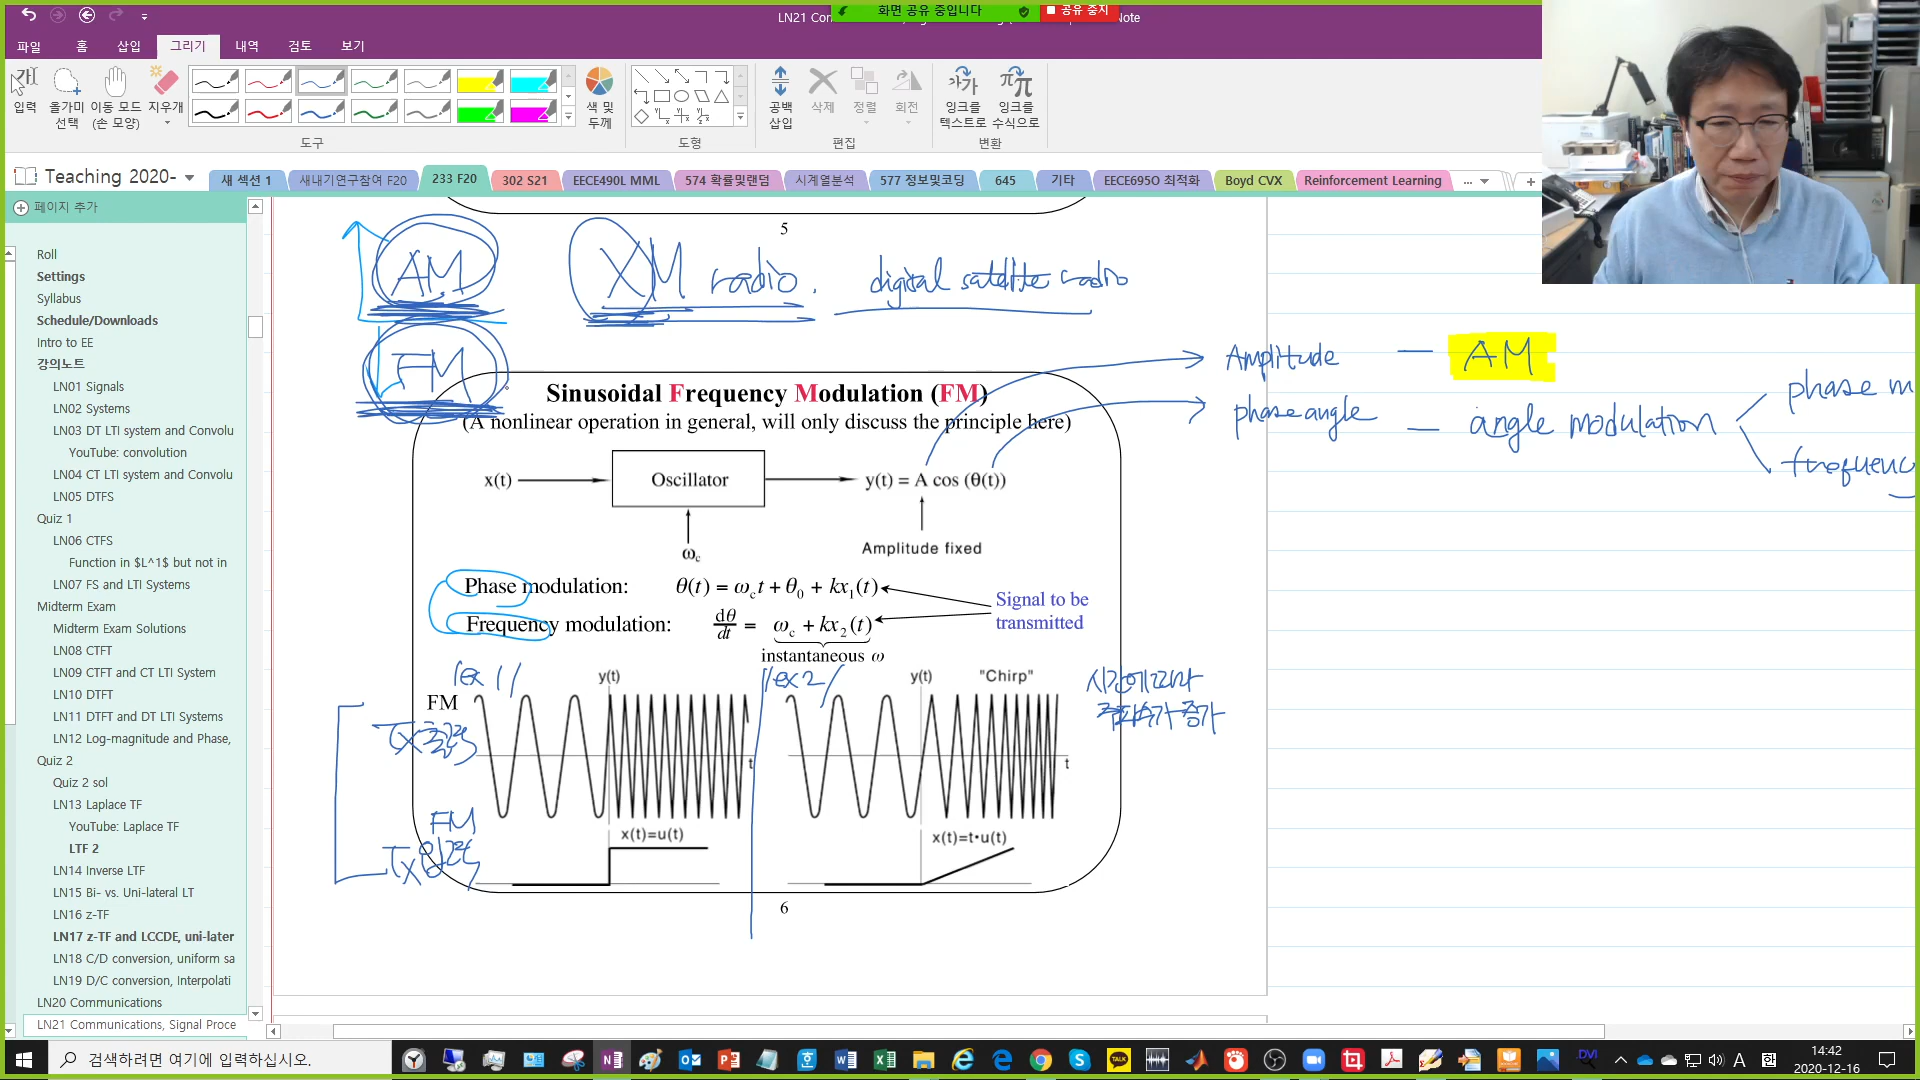 LN21 Con
화면 공유 중입니다
공유 중지
Note
파일 홈 삽입 그리기 내역 검토 보기
입력
올가미
선택
이동 모드
(손 모양)
지우개
색 및
두께
공백
삽입
삭제
정렬
회전
잉크를
텍스트로
잉크를
수식으로
도구
도형
편집
변환
Teaching 2020-
새 섹션 1
새내기연구참여 F20
233 F20
302 S21
EECE490L MML
574 확률및랜덤
시계열분석
577 정보및코딩
645
기타
EECE695O 최적화
Boyd CVX
Reinforcement Learning
...
페이지 추가
Roll
Settings
Syllabus
Schedule/Downloads
Intro to EE
강의노트
LN01 Signals
LN02 Systems
LN03 DT LTI system and Convolu
YouTube: convolution
LN04 CT LTI system and Convolu
LN05 DTFS
Quiz 1
LN06 CTFS
Function in $L^1$ but not in
LN07 FS and LTI Systems
Midterm Exam
Midterm Exam Solutions
LN08 CTFT
LN09 CTFT and CT LTI System
LN10 DTFT
LN11 DTFT and DT LTI Systems
LN12 Log-magnitude and Phase,
Quiz 2
Quiz 2 sol
LN13 Laplace TF
YouTube: Laplace TF
LTF 2
LN14 Inverse LTF
LN15 Bi- vs. Uni-lateral LT
LN16 z-TF
LN17 z-TF and LCCDE, uni-later
LN18 C/D conversion, uniform sa
LN19 D/C conversion, Interpolati
LN20 Communications
LN21 Communications, Signal Proce
5
AM XM radio. digital satellite radio
FM
Amplitude — AM
phase angle — angle modulation
phase m
frequenc
Sinusoidal Frequency Modulation (FM)
(A nonlinear operation in general, will only discuss the principle here)
x(t) Oscillator y(t) = A cos (θ(t))
ωc
Amplitude fixed
Phase modulation: θ(t) = ωct + θ0 + kx1(t)
Frequency modulation: dθ/dt = ωc + kx2(t)
instantaneous ω
Signal to be
transmitted
ex 1) y(t) ex 2) y(t) "Chirp"
시간에 따라
주파수가 증가
FM
Tx 출력
t t
FM
Tx 입력
x(t)=u(t) x(t)=t•u(t)
6
검색하려면 여기에 입력하십시오.
TALK
DVI
A
한
14:42
2020-12-16